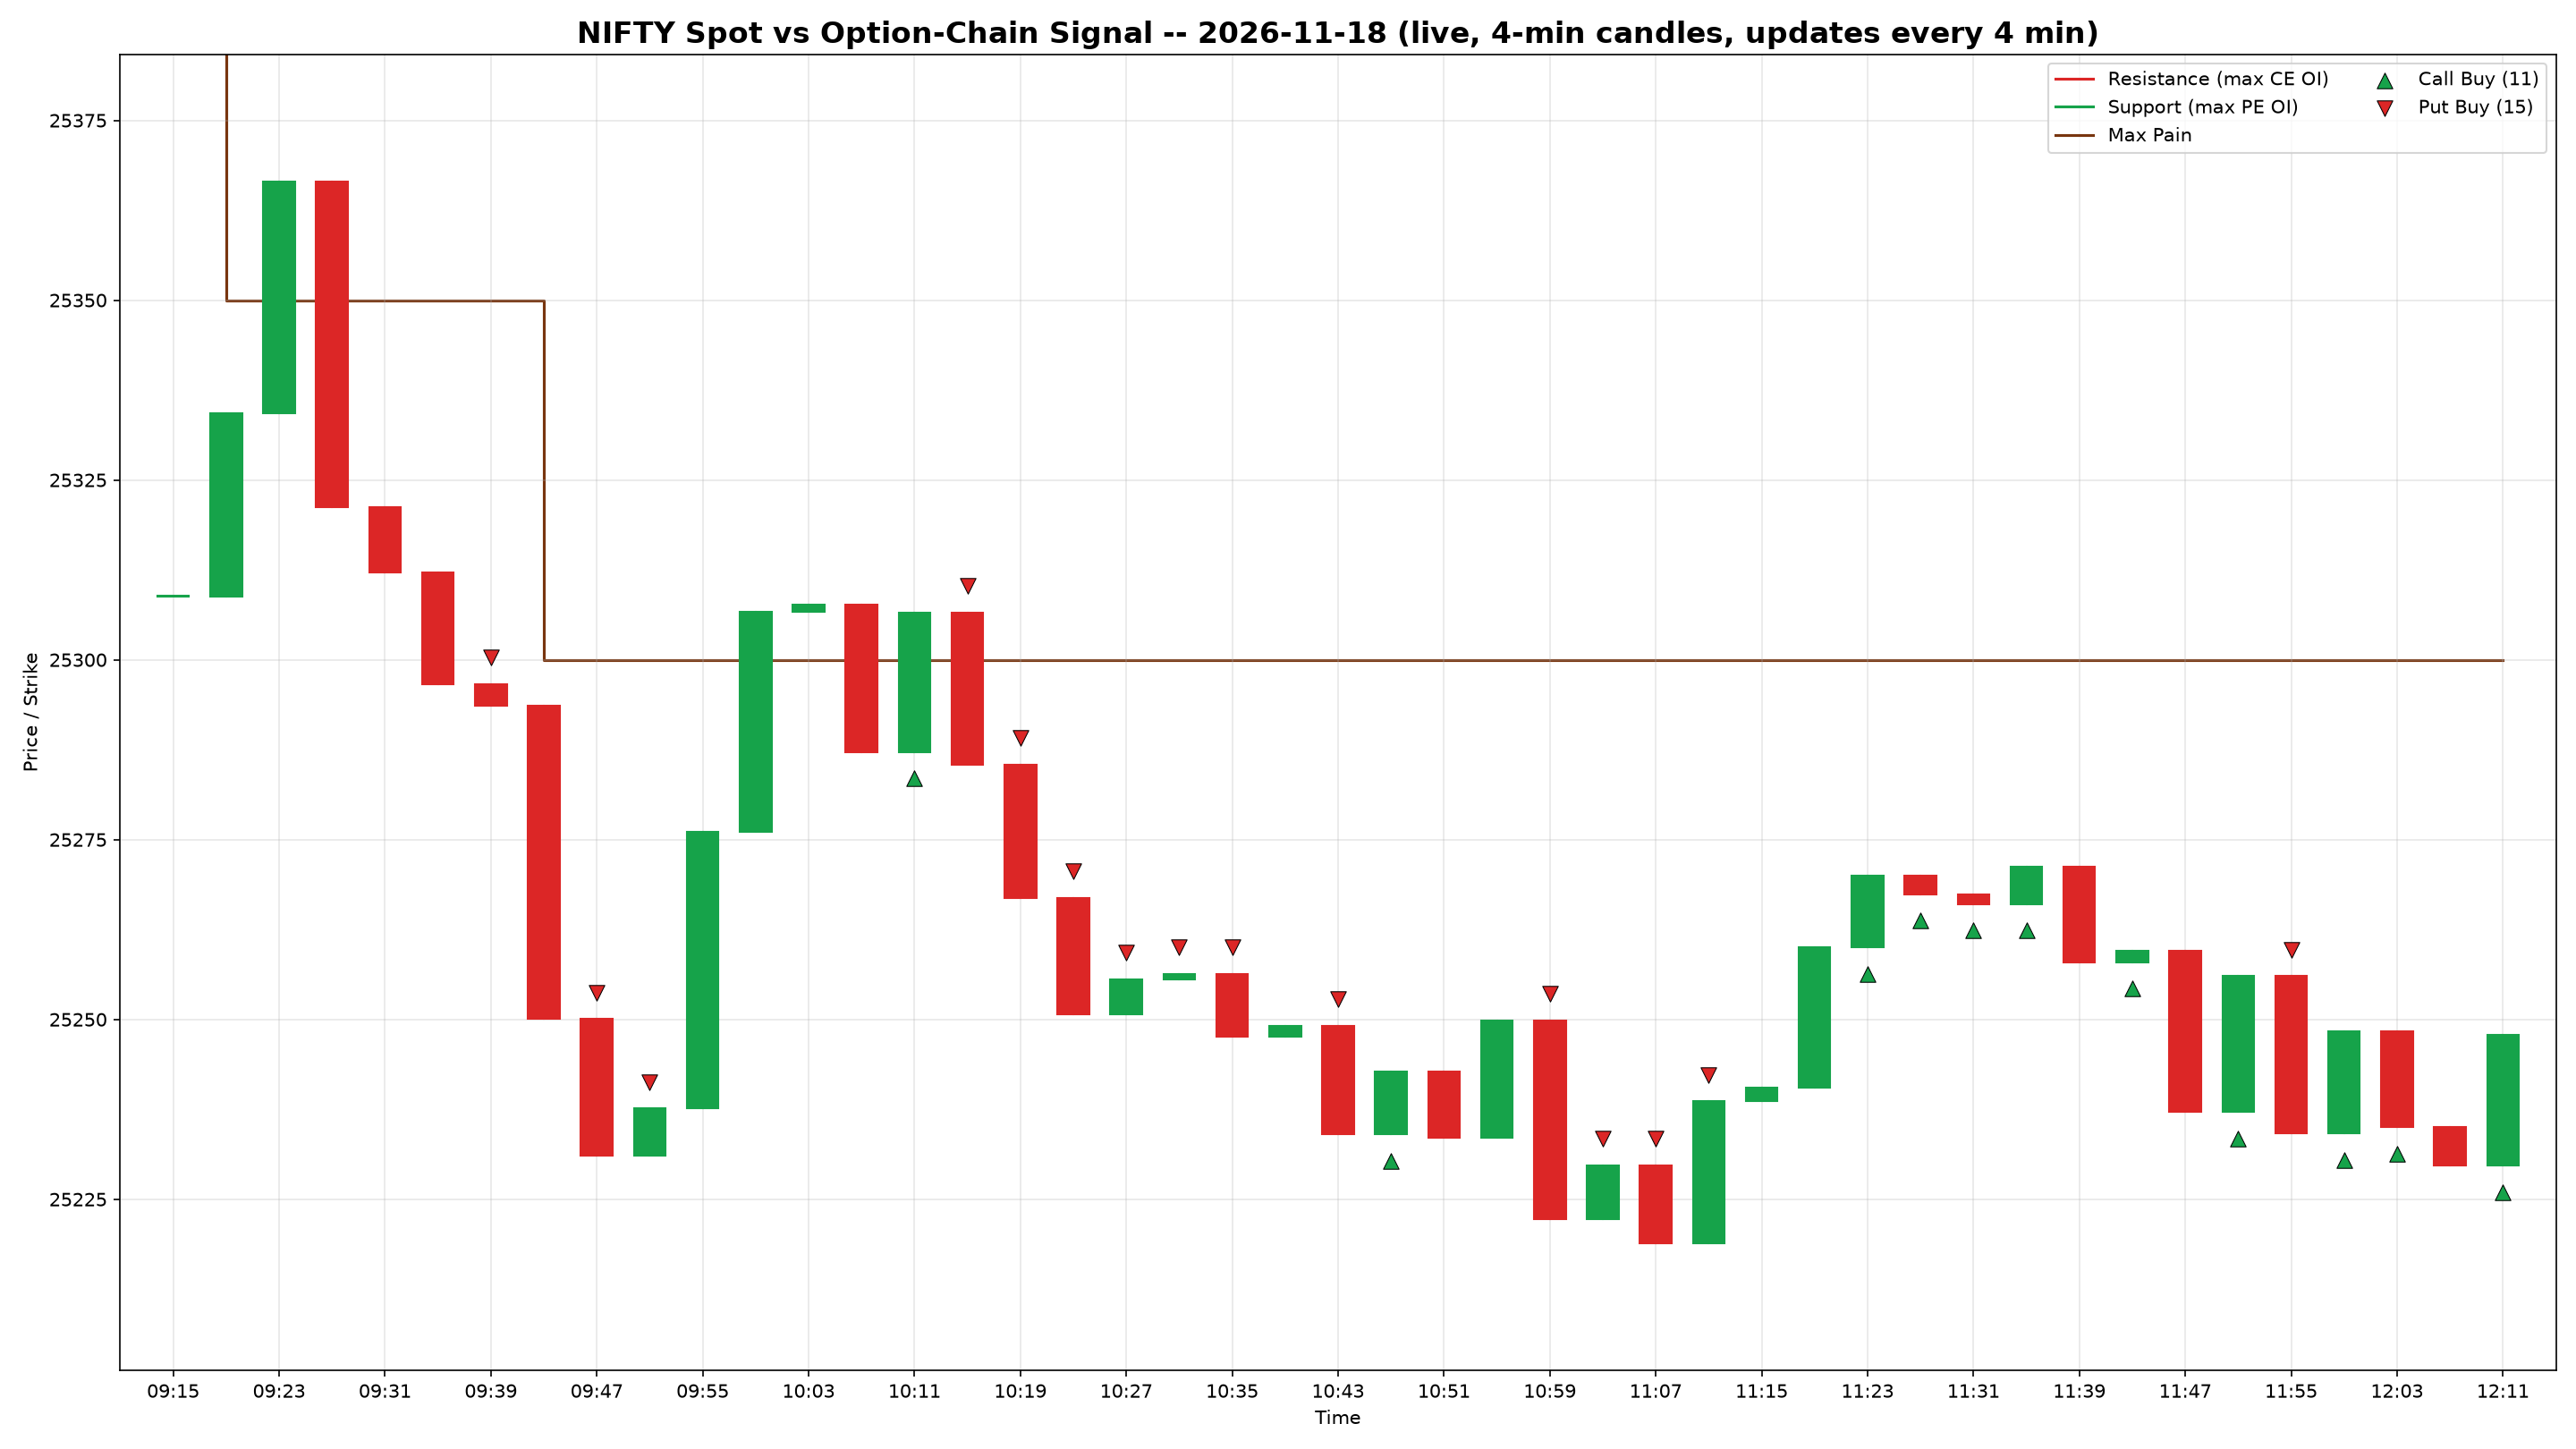 NIFTY Spot vs Option-Chain Signal -- 2026-11-18 (live, 4-min candles, updates every 4 min)
Resistance (max CE OI)
Support (max PE OI)
Max Pain
Call Buy (11)
Put Buy (15)
Price / Strike
25375
25350
25325
25300
25275
25250
25225
09:15 09:23 09:31 09:39 09:47 09:55 10:03 10:11 10:19 10:27 10:35 10:43 10:51 10:59 11:07 11:15 11:23 11:31 11:39 11:47 11:55 12:03 12:11
Time